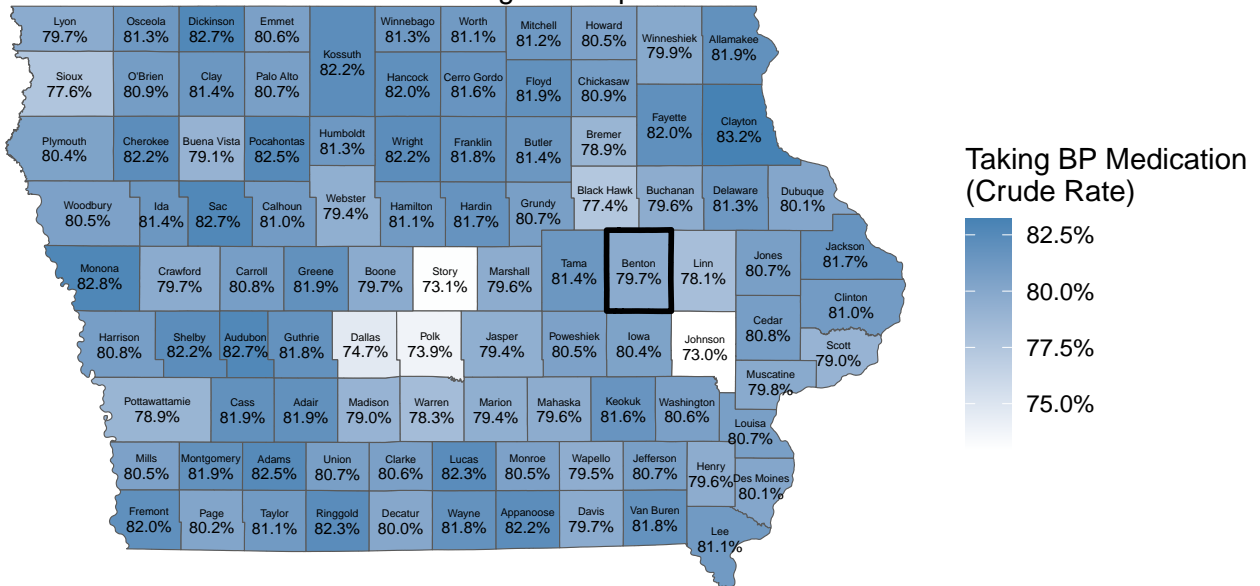 Lyon Osceola Dickinson Emmet Winnebago Worth Mitchell Howard
79.7% 81.3% 82.7% 80.6% 81.3% 81.1% 81.2% 80.5%
Kossuth Winneshiek Allamakee
82.2% 79.9% 81.9%
Sioux O'Brien Clay Palo Alto Hancock Cerro Gordo Floyd Chickasaw
77.6% 80.9% 81.4% 80.7% 82.0% 81.6% 81.9% 80.9%
Fayette Clayton
82.0% 83.2%
Plymouth Cherokee Buena Vista Pocahontas Humboldt Wright Franklin Butler Bremer
80.4% 82.2% 79.1% 82.5% 81.3% 82.2% 81.8% 81.4% 78.9%
Woodbury Ida Sac Calhoun Webster Hamilton Hardin Grundy Black Hawk Buchanan Delaware Dubuque
80.5% 81.4% 82.7% 81.0% 79.4% 81.1% 81.7% 80.7% 77.4% 79.6% 81.3% 80.1%
Monona Crawford Carroll Greene Boone Story Marshall Tama Benton Linn Jones Jackson
82.8% 79.7% 80.8% 81.9% 79.7% 73.1% 79.6% 81.4% 79.7% 78.1% 80.7% 81.7%
Clinton
81.0%
Harrison Shelby Audubon Guthrie Dallas Polk Jasper Poweshiek Iowa Johnson Cedar Scott
80.8% 82.2% 82.7% 81.8% 74.7% 73.9% 79.4% 80.5% 80.4% 73.0% 80.8% 79.0%
Muscatine
79.8%
Pottawattamie Cass Adair Madison Warren Marion Mahaska Keokuk Washington
78.9% 81.9% 81.9% 79.0% 78.3% 79.4% 79.6% 81.6% 80.6%
Louisa
80.7%
Mills Montgomery Adams Union Clarke Lucas Monroe Wapello Jefferson Henry Des Moines
80.5% 81.9% 82.5% 80.7% 80.6% 82.3% 80.5% 79.5% 80.7% 79.6% 80.1%
Fremont Page Taylor Ringgold Decatur Wayne Appanoose Davis Van Buren
82.0% 80.2% 81.1% 82.3% 80.0% 81.8% 82.2% 79.7% 81.8%
Lee
81.1%
Taking BP Medication
(Crude Rate)
82.5%
80.0%
77.5%
75.0%